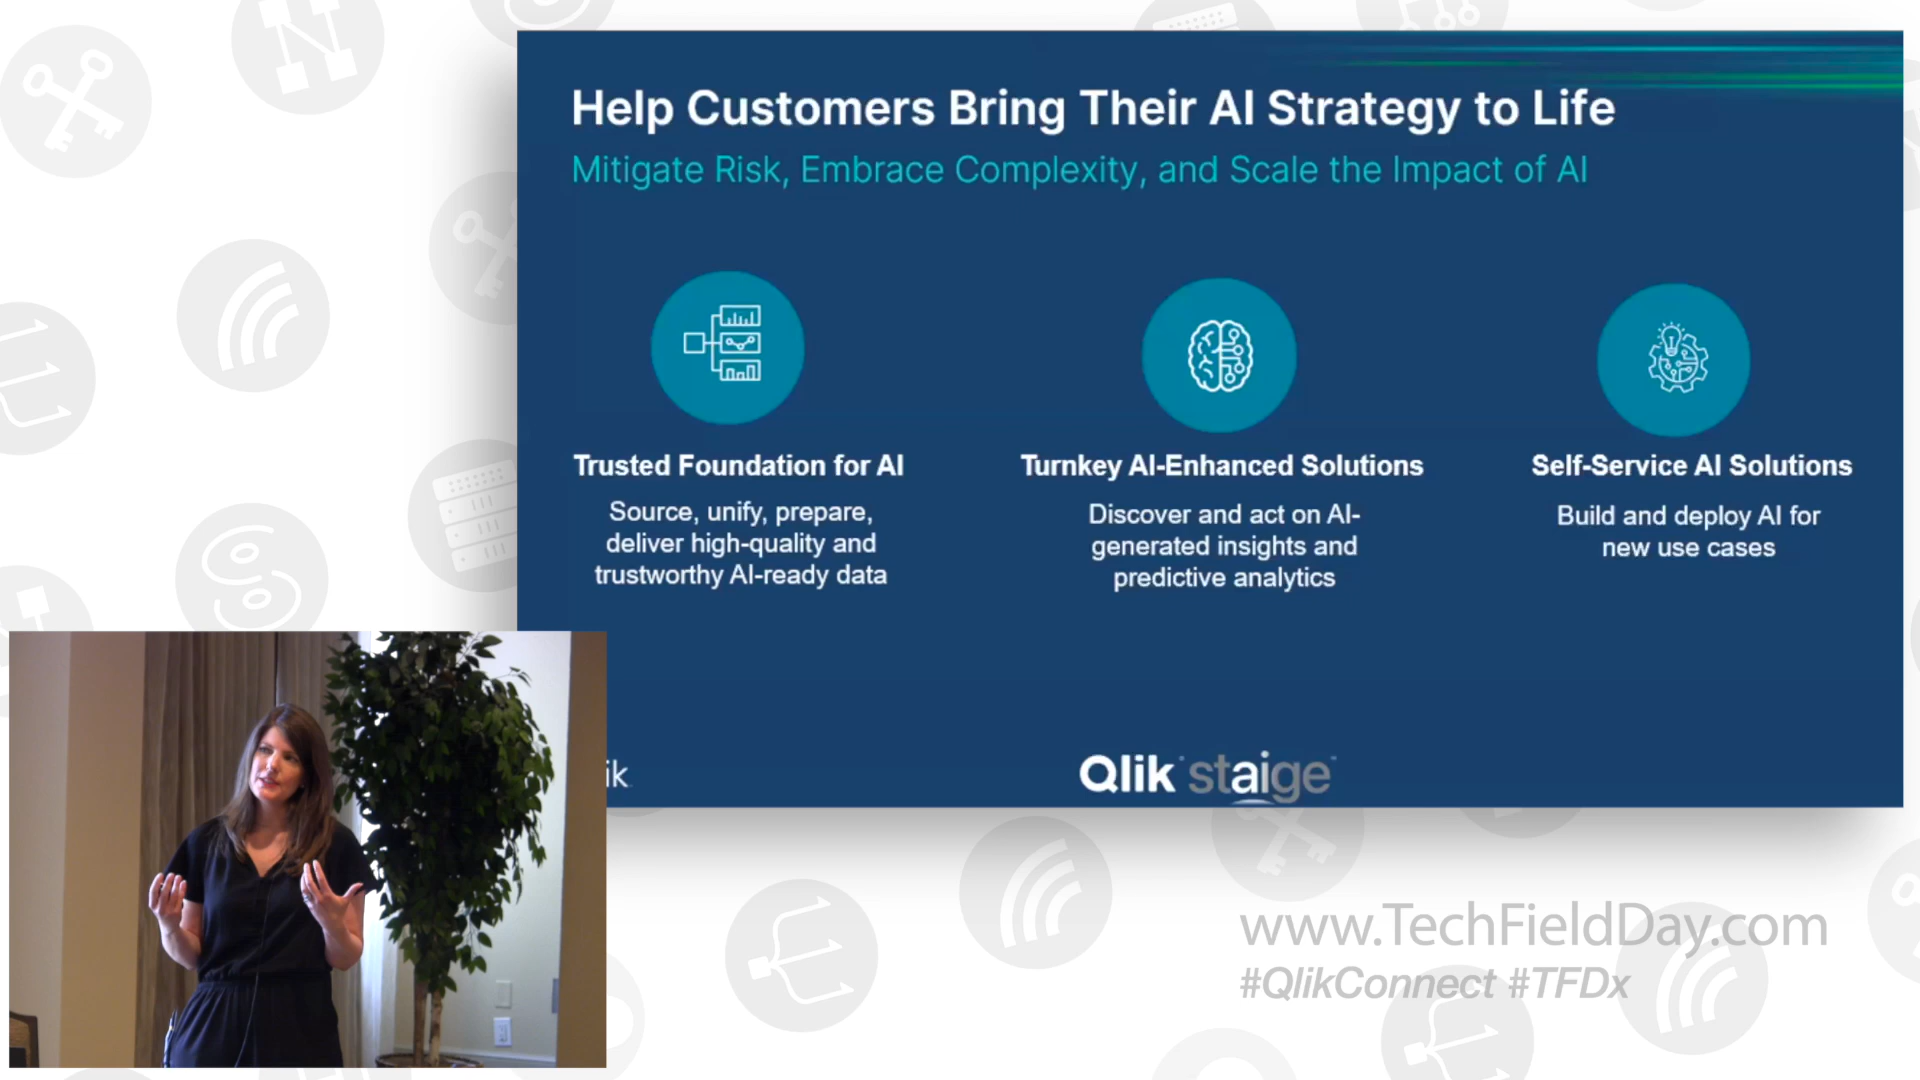 Help Customers Bring Their AI Strategy to Life
Mitigate Risk, Embrace Complexity, and Scale the Impact of AI
Trusted Foundation for AI
Source, unify, prepare,
deliver high-quality and
trustworthy AI-ready data
Turnkey AI-Enhanced Solutions
Discover and act on AI-
generated insights and
predictive analytics
Self-Service AI Solutions
Build and deploy AI for
new use cases
ik
Qlik staige
www.TechFieldDay.com
#QlikConnect #TFDx